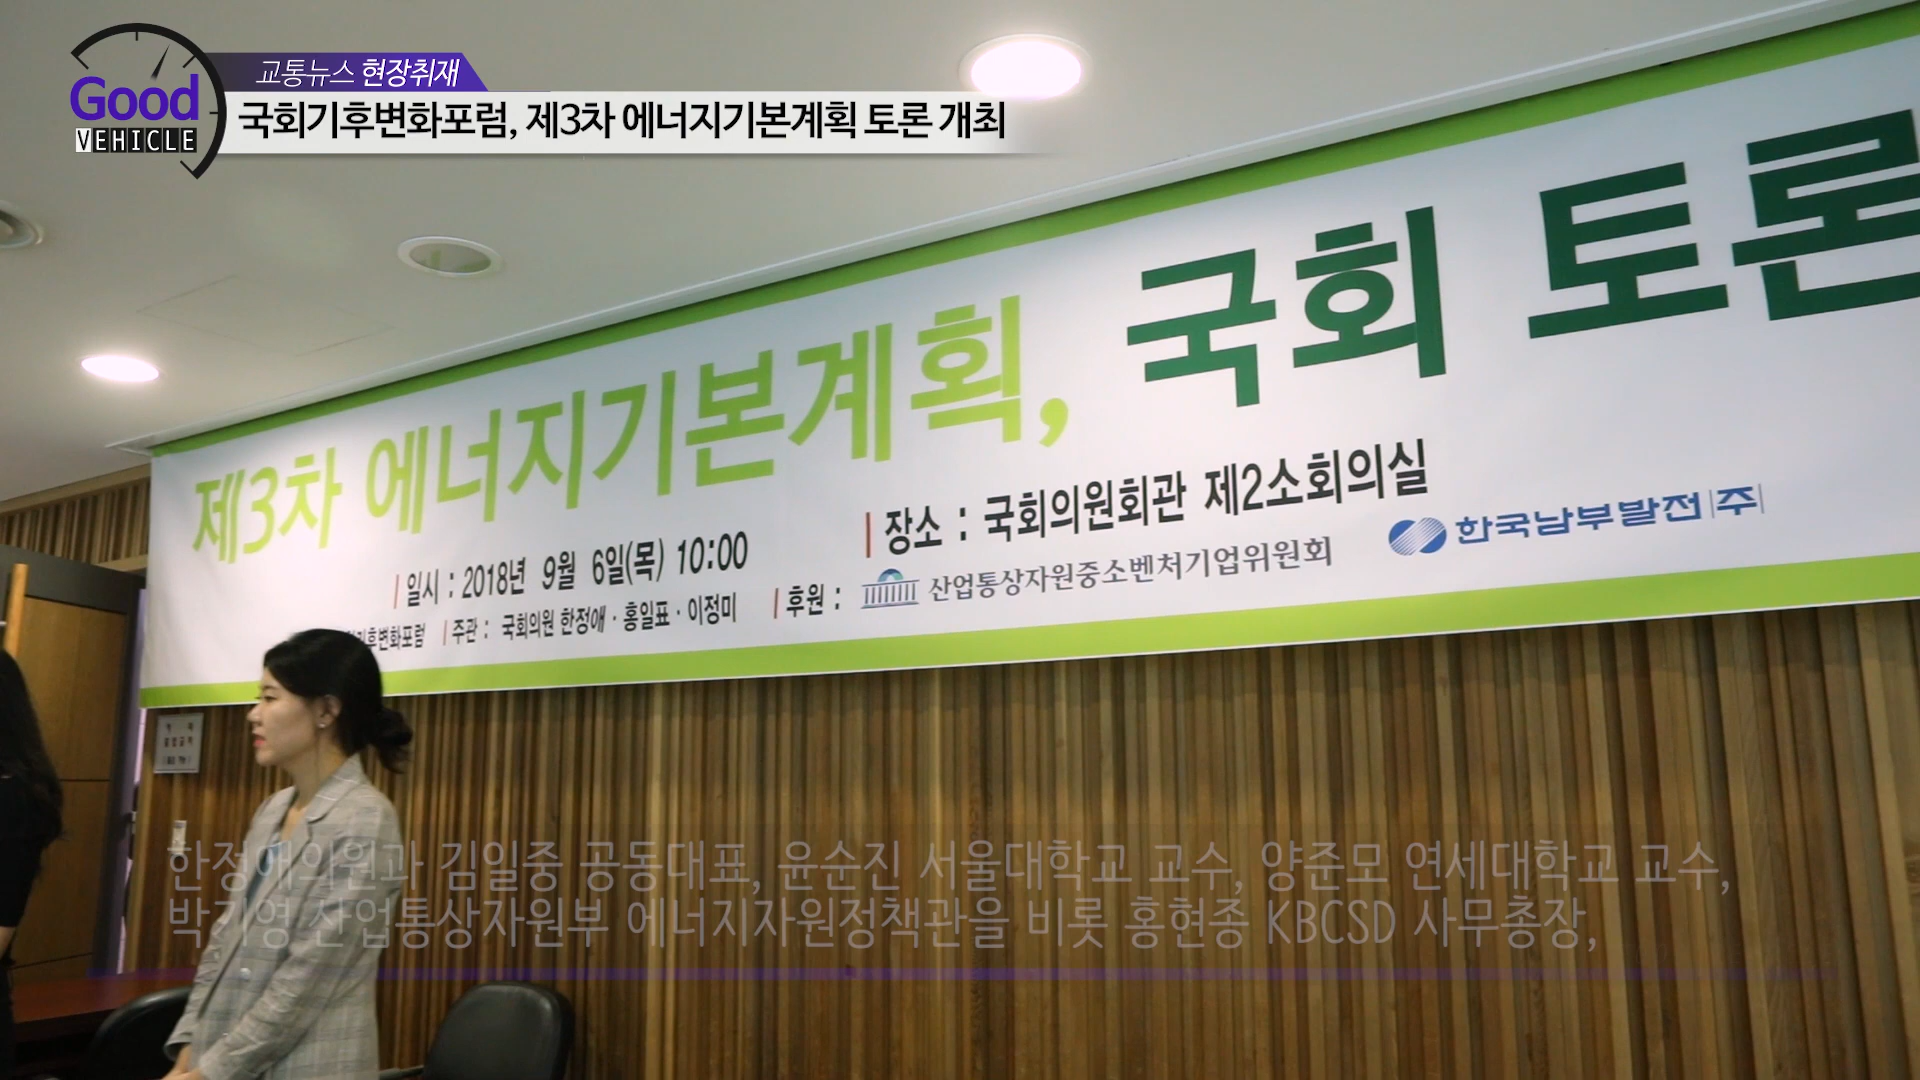 Good
VEHICLE
교통뉴스 현장취재
국회기후변화포럼, 제3차 에너지기본계획 토론 개최
제3차 에너지기본계획, 국회 토론
일시 : 2018년 9월 6일(목) 10:00
장소 : 국회의원회관 제2소회의실
후변화포럼
주관 : 국회의원 한정애 · 홍일표 · 이정미
후원 : 산업통상자원중소벤처기업위원회
한국남부발전(주)
한정애의원과 김일중 공동대표, 윤순진 서울대학교 교수, 양준모 연세대학교 교수,
박기영 산업통상자원부 에너지자원정책관을 비롯 홍현종 KBCSD 사무총장,